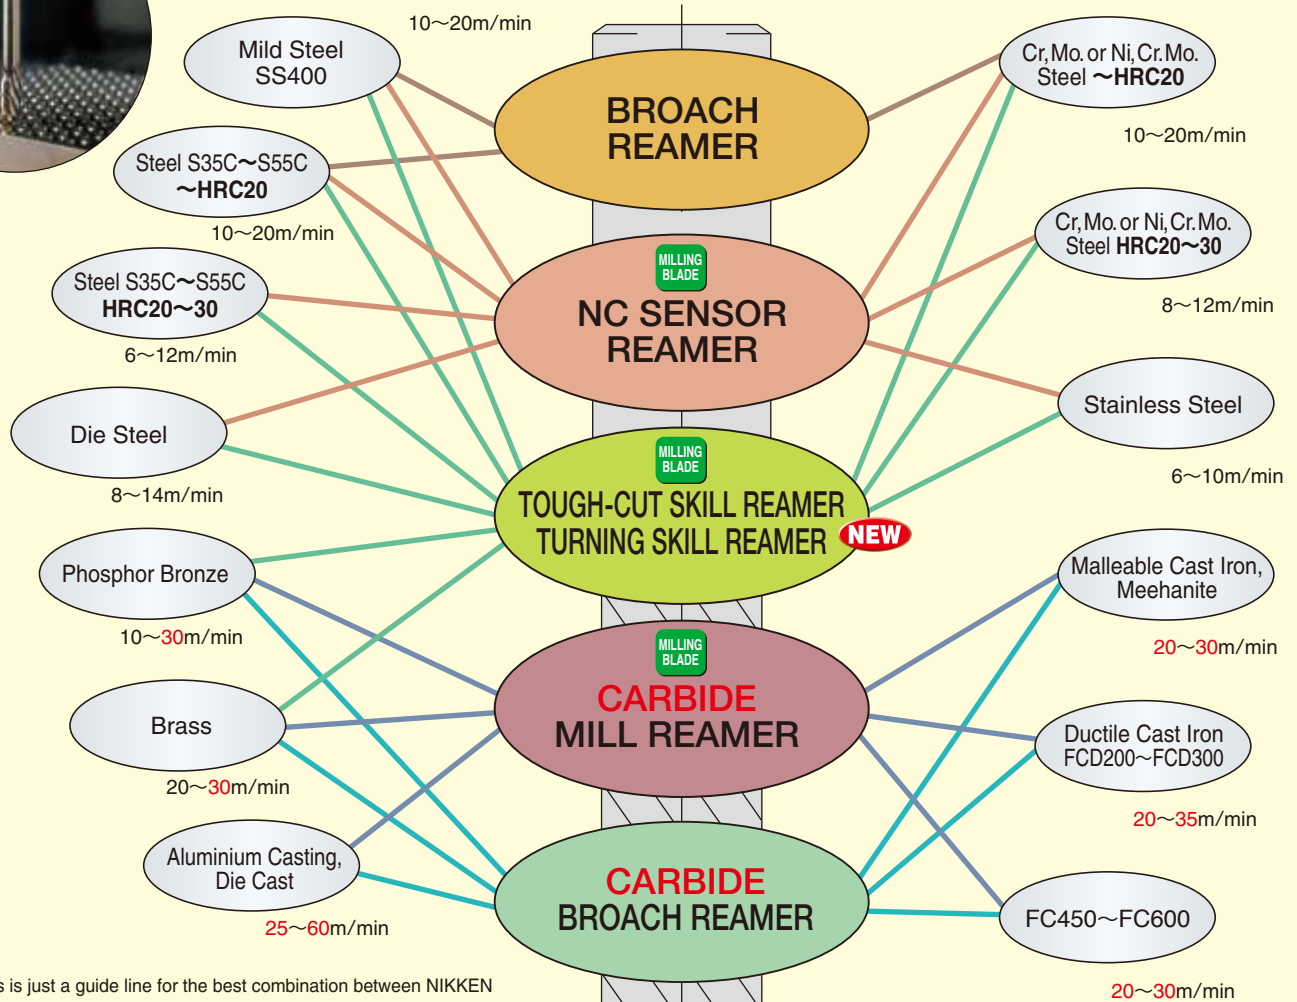 10～20m/min
Mild Steel
SS400
Steel S35C～S55C
～HRC20
10～20m/min
Steel S35C～S55C
HRC20～30
6～12m/min
Die Steel
8～14m/min
Phosphor Bronze
10～30m/min
Brass
20～30m/min
Aluminium Casting,
Die Cast
25～60m/min
BROACH
REAMER
MILLING
BLADE
NC SENSOR
REAMER
MILLING
BLADE
TOUGH-CUT SKILL REAMER
TURNING SKILL REAMER
NEW
MILLING
BLADE
CARBIDE
MILL REAMER
CARBIDE
BROACH REAMER
Cr,Mo. or Ni,Cr.Mo.
Steel ～HRC20
10～20m/min
Cr,Mo. or Ni,Cr.Mo.
Steel HRC20～30
8～12m/min
Stainless Steel
6～10m/min
Malleable Cast Iron,
Meehanite
20～30m/min
Ductile Cast Iron
FCD200～FCD300
20～35m/min
FC450～FC600
20～30m/min
is just a guide line for the best combination between NIKKEN